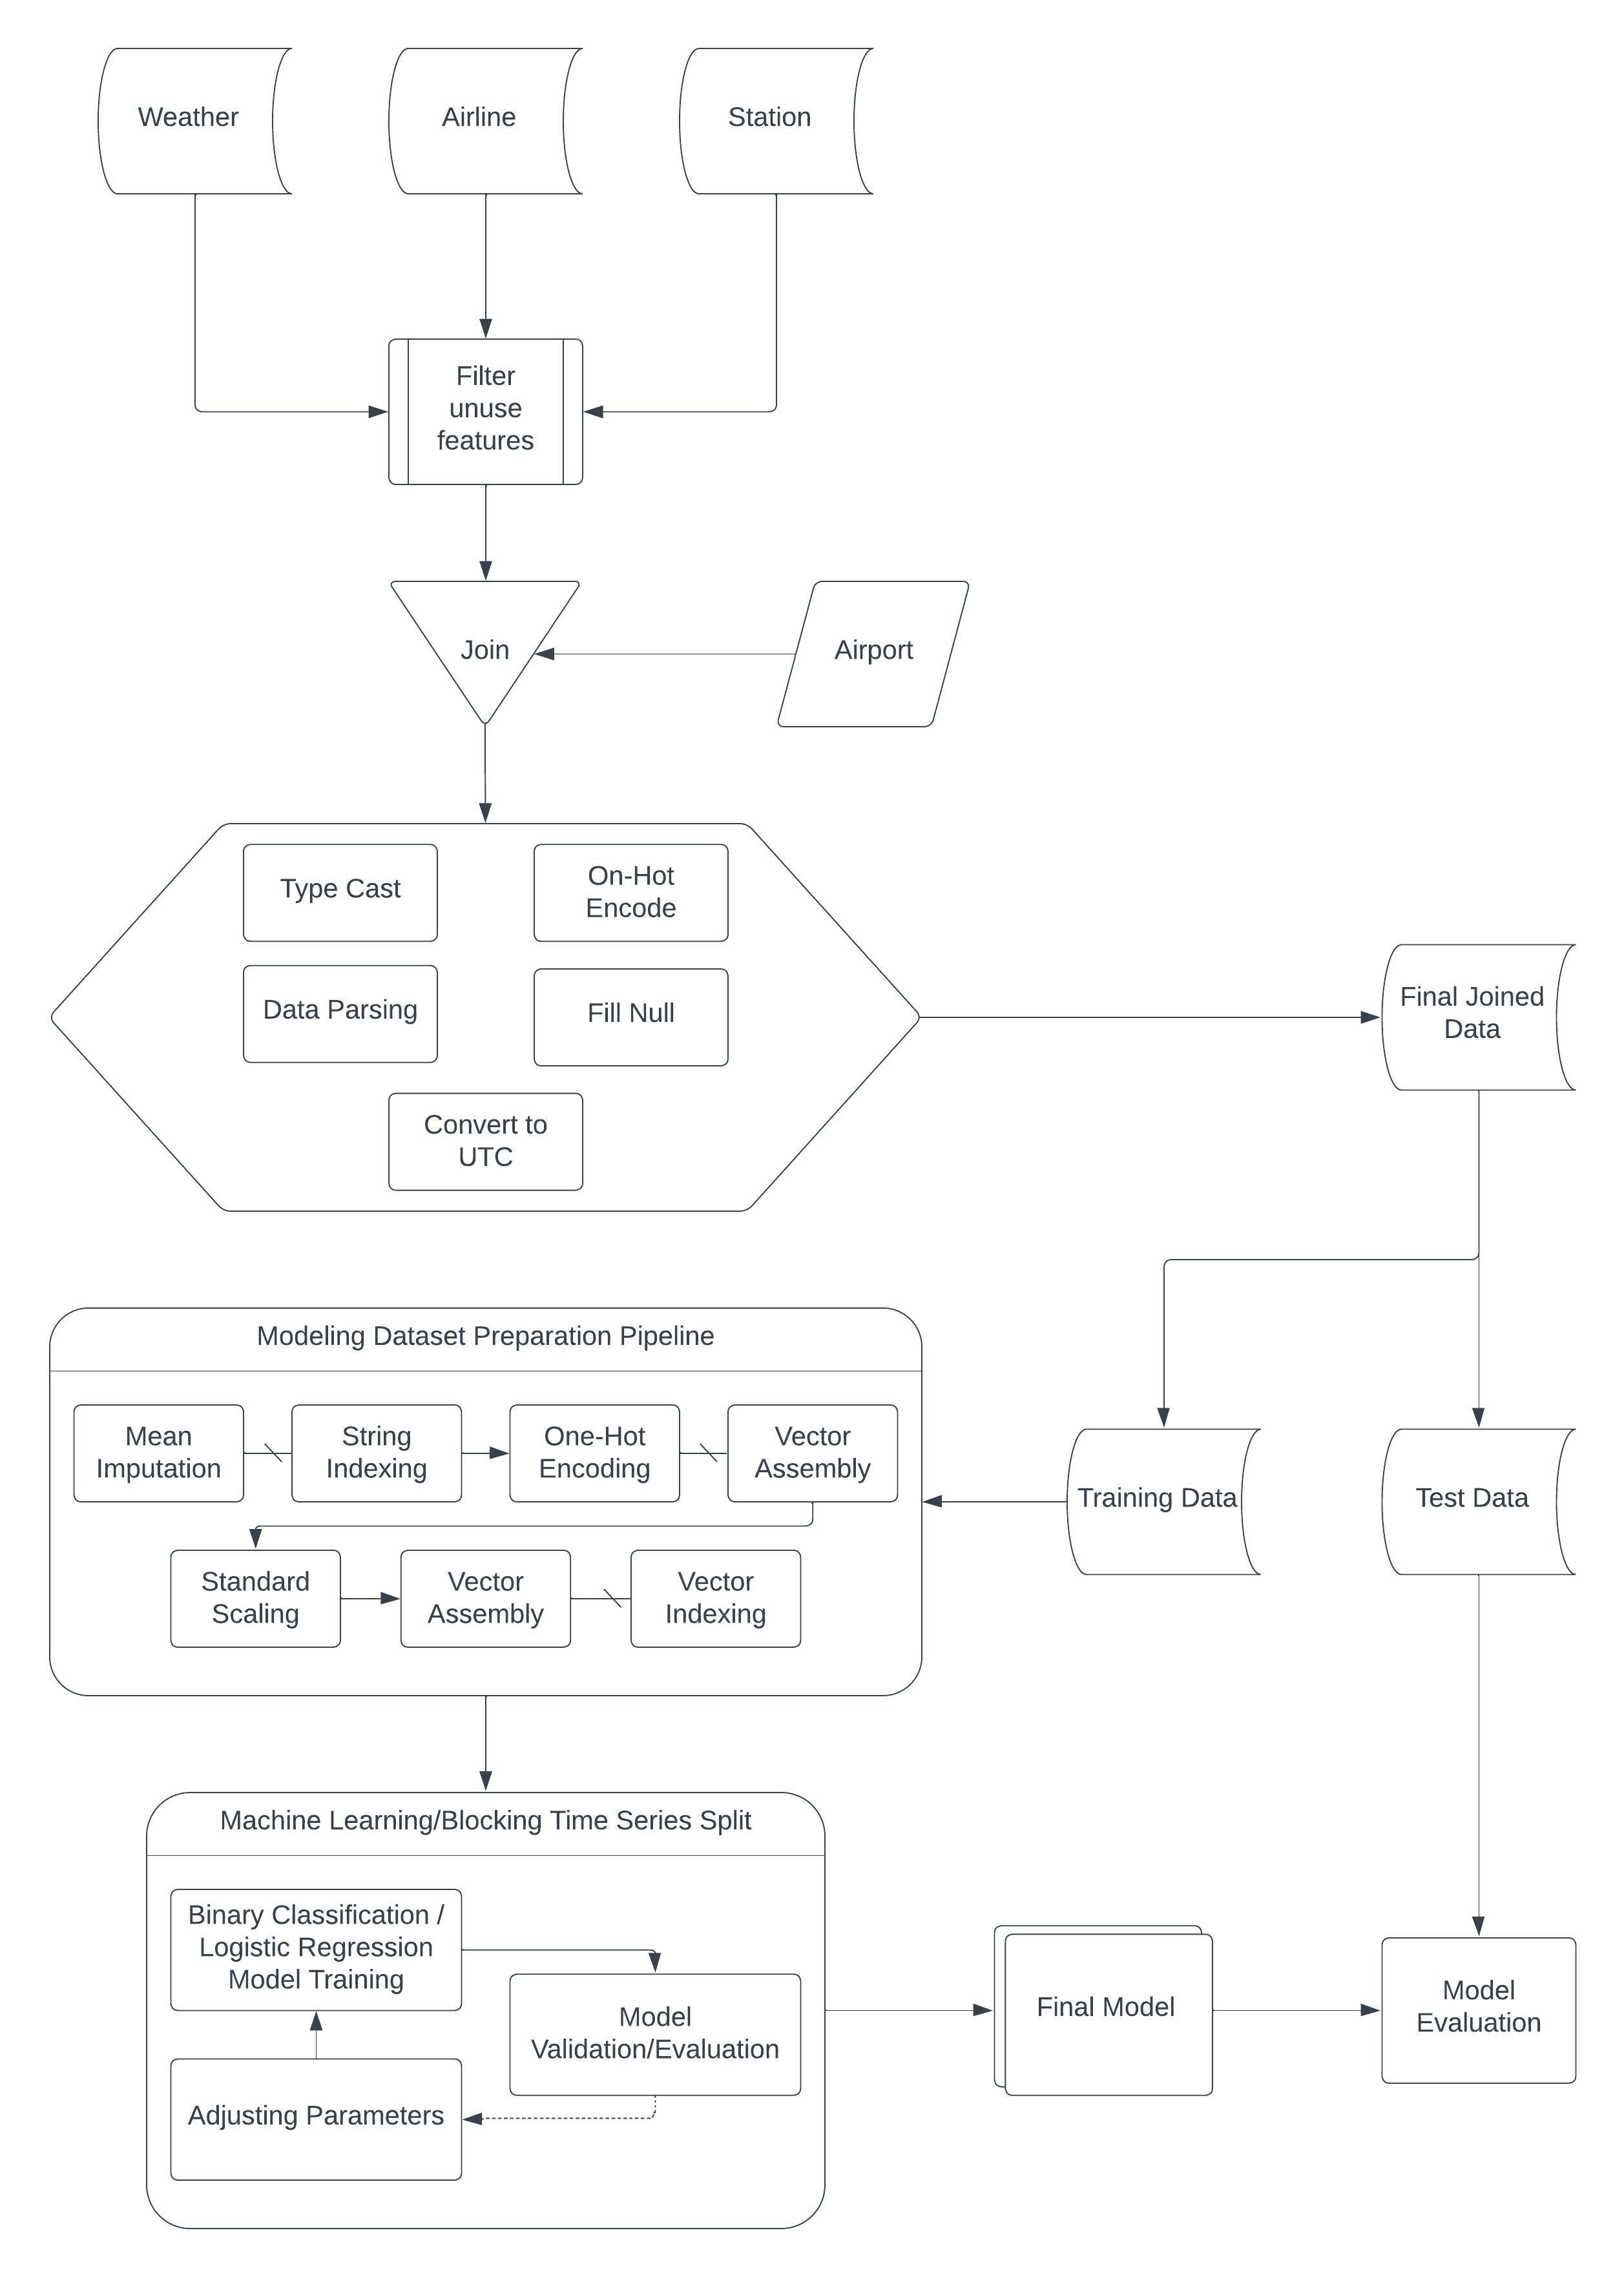 Weather
Airline
Station
Filter
unuse
features
Join
Airport
Type Cast
On-Hot
Encode
Data Parsing
Fill Null
Convert to
UTC
Final Joined
Data
Modeling Dataset Preparation Pipeline
Mean
Imputation
String
Indexing
One-Hot
Encoding
Vector
Assembly
Standard
Scaling
Vector
Assembly
Vector
Indexing
Training Data
Test Data
Machine Learning/Blocking Time Series Split
Binary Classification /
Logistic Regression
Model Training
Model
Validation/Evaluation
Adjusting Parameters
Final Model
Model
Evaluation